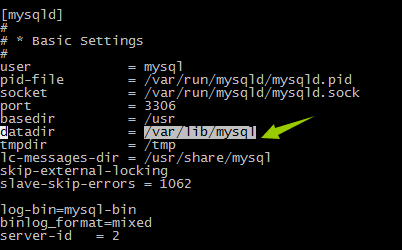 [mysqld]
#
# * Basic Settings
#
user = mysql
pid-file = /var/run/mysqld/mysqld.pid
socket = /var/run/mysqld/mysqld.sock
port = 3306
basedir = /usr
datadir = /var/lib/mysql
tmpdir = /tmp
lc-messages-dir = /usr/share/mysql
skip-external-locking
slave-skip-errors = 1062
log-bin=mysql-bin
binlog_format=mixed
server-id = 2